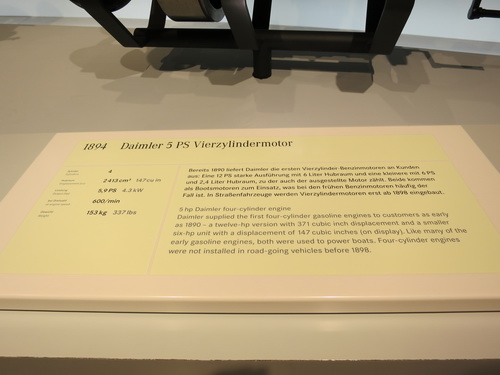 1894 Daimler 5 PS Vierzylindermotor
4
2 413 cm³ 147 cu in
5,9 PS 4.3 kW
600/min
153 kg 337 lbs
Bereits 1890 liefert Daimler die ersten Vierzylinder-Benzinmotoren an Kunden
aus: Eine 12 PS starke Ausführung mit 6 Liter Hubraum und eine kleinere mit 6 PS
und 2,4 Liter Hubraum, zu der auch der ausgestellte Motor zählt. Beide kommen
als Bootsmotoren zum Einsatz, was bei den frühen Benzinmotoren häufig der
Fall ist. In Straßenfahrzeuge werden Vierzylindermotoren erst ab 1898 eingebaut.
5 hp Daimler four-cylinder engine
Daimler supplied the first four-cylinder gasoline engines to customers as early
as 1890 – a twelve-hp version with 371 cubic inch displacement and a smaller
six-hp unit with a displacement of 147 cubic inches (on display). Like many of the
early gasoline engines, both were used to power boats. Four-cylinder engines
were not installed in road-going vehicles before 1898.